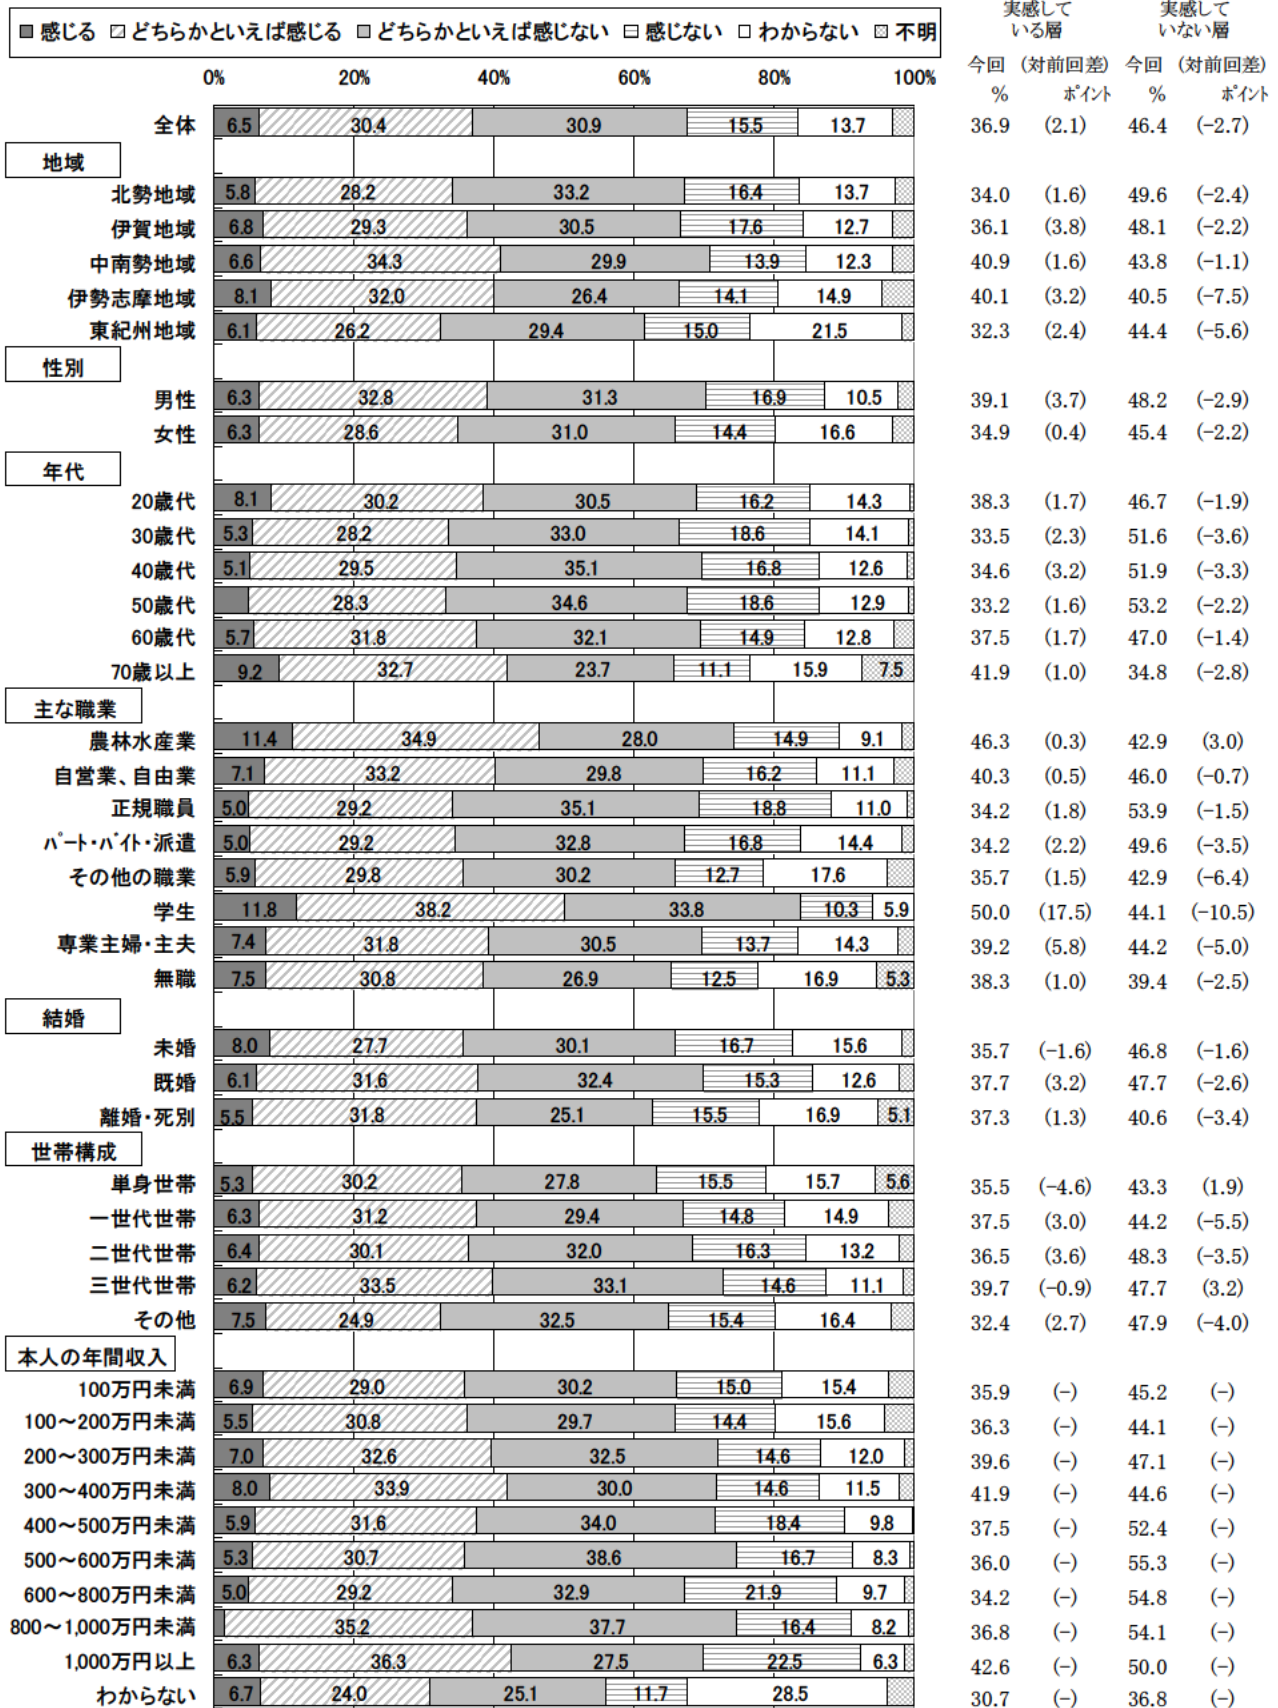 実感して 実感して
いる層 いない層
■ 感じる □ どちらかといえば感じる □ どちらかといえば感じない □ 感じない □ わからない □ 不明
今回 (対前回差) 今回 (対前回差)
0% 20% 40% 60% 80% 100%
% ポイント % ポイント
全体 6.5 30.4 30.9 15.5 13.7 36.9 (2.1) 46.4 (-2.7)
地域
北勢地域 5.8 28.2 33.2 16.4 13.7 34.0 (1.6) 49.6 (-2.4)
伊賀地域 6.8 29.3 30.5 17.6 12.7 36.1 (3.8) 48.1 (-2.2)
中南勢地域 6.6 34.3 29.9 13.9 12.3 40.9 (1.6) 43.8 (-1.1)
伊勢志摩地域 8.1 32.0 26.4 14.1 14.9 40.1 (3.2) 40.5 (-7.5)
東紀州地域 6.1 26.2 29.4 15.0 21.5 32.3 (2.4) 44.4 (-5.6)
性別
男性 6.3 32.8 31.3 16.9 10.5 39.1 (3.7) 48.2 (-2.9)
女性 6.3 28.6 31.0 14.4 16.6 34.9 (0.4) 45.4 (-2.2)
年代
20歳代 8.1 30.2 30.5 16.2 14.3 38.3 (1.7) 46.7 (-1.9)
30歳代 5.3 28.2 33.0 18.6 14.1 33.5 (2.3) 51.6 (-3.6)
40歳代 5.1 29.5 35.1 16.8 12.6 34.6 (3.2) 51.9 (-3.3)
50歳代 28.3 34.6 18.6 12.9 33.2 (1.6) 53.2 (-2.2)
60歳代 5.7 31.8 32.1 14.9 12.8 37.5 (1.7) 47.0 (-1.4)
70歳以上 9.2 32.7 23.7 11.1 15.9 7.5 41.9 (1.0) 34.8 (-2.8)
主な職業
農林水産業 11.4 34.9 28.0 14.9 9.1 46.3 (0.3) 42.9 (3.0)
自営業、自由業 7.1 33.2 29.8 16.2 11.1 40.3 (0.5) 46.0 (-0.7)
正規職員 5.0 29.2 35.1 18.8 11.0 34.2 (1.8) 53.9 (-1.5)
パート・バイト・派遣 5.0 29.2 32.8 16.8 14.4 34.2 (2.2) 49.6 (-3.5)
その他の職業 5.9 29.8 30.2 12.7 17.6 35.7 (1.5) 42.9 (-6.4)
学生 11.8 38.2 33.8 10.3 5.9 50.0 (17.5) 44.1 (-10.5)
専業主婦・主夫 7.4 31.8 30.5 13.7 14.3 39.2 (5.8) 44.2 (-5.0)
無職 7.5 30.8 26.9 12.5 16.9 5.3 38.3 (1.0) 39.4 (-2.5)
結婚
未婚 8.0 27.7 30.1 16.7 15.6 35.7 (-1.6) 46.8 (-1.6)
既婚 6.1 31.6 32.4 15.3 12.6 37.7 (3.2) 47.7 (-2.6)
離婚・死別 5.5 31.8 25.1 15.5 16.9 5.1 37.3 (1.3) 40.6 (-3.4)
世帯構成
単身世帯 5.3 30.2 27.8 15.5 15.7 5.6 35.5 (-4.6) 43.3 (1.9)
一世代世帯 6.3 31.2 29.4 14.8 14.9 37.5 (3.0) 44.2 (-5.5)
二世代世帯 6.4 30.1 32.0 16.3 13.2 36.5 (3.6) 48.3 (-3.5)
三世代世帯 6.2 33.5 33.1 14.6 11.1 39.7 (-0.9) 47.7 (3.2)
その他 7.5 24.9 32.5 15.4 16.4 32.4 (2.7) 47.9 (-4.0)
本人の年間収入
100万円未満 6.9 29.0 30.2 15.0 15.4 35.9 (-) 45.2 (-)
100～200万円未満 5.5 30.8 29.7 14.4 15.6 36.3 (-) 44.1 (-)
200～300万円未満 7.0 32.6 32.5 14.6 12.0 39.6 (-) 47.1 (-)
300～400万円未満 8.0 33.9 30.0 14.6 11.5 41.9 (-) 44.6 (-)
400～500万円未満 5.9 31.6 34.0 18.4 9.8 37.5 (-) 52.4 (-)
500～600万円未満 5.3 30.7 38.6 16.7 8.3 36.0 (-) 55.3 (-)
600～800万円未満 5.0 29.2 32.9 21.9 9.7 34.2 (-) 54.8 (-)
800～1,000万円未満 35.2 37.7 16.4 8.2 36.8 (-) 54.1 (-)
1,000万円以上 6.3 36.3 27.5 22.5 6.3 42.6 (-) 50.0 (-)
わからない 6.7 24.0 25.1 11.7 28.5 30.7 (-) 36.8 (-)